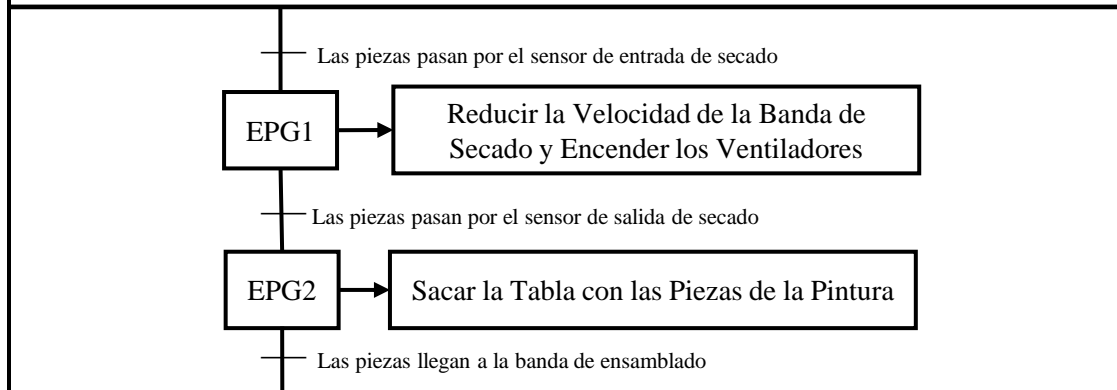 Las piezas pasan por el sensor de entrada de secado
EPG1
Reducir la Velocidad de la Banda de
Secado y Encender los Ventiladores
Las piezas pasan por el sensor de salida de secado
EPG2
Sacar la Tabla con las Piezas de la Pintura
Las piezas llegan a la banda de ensamblado